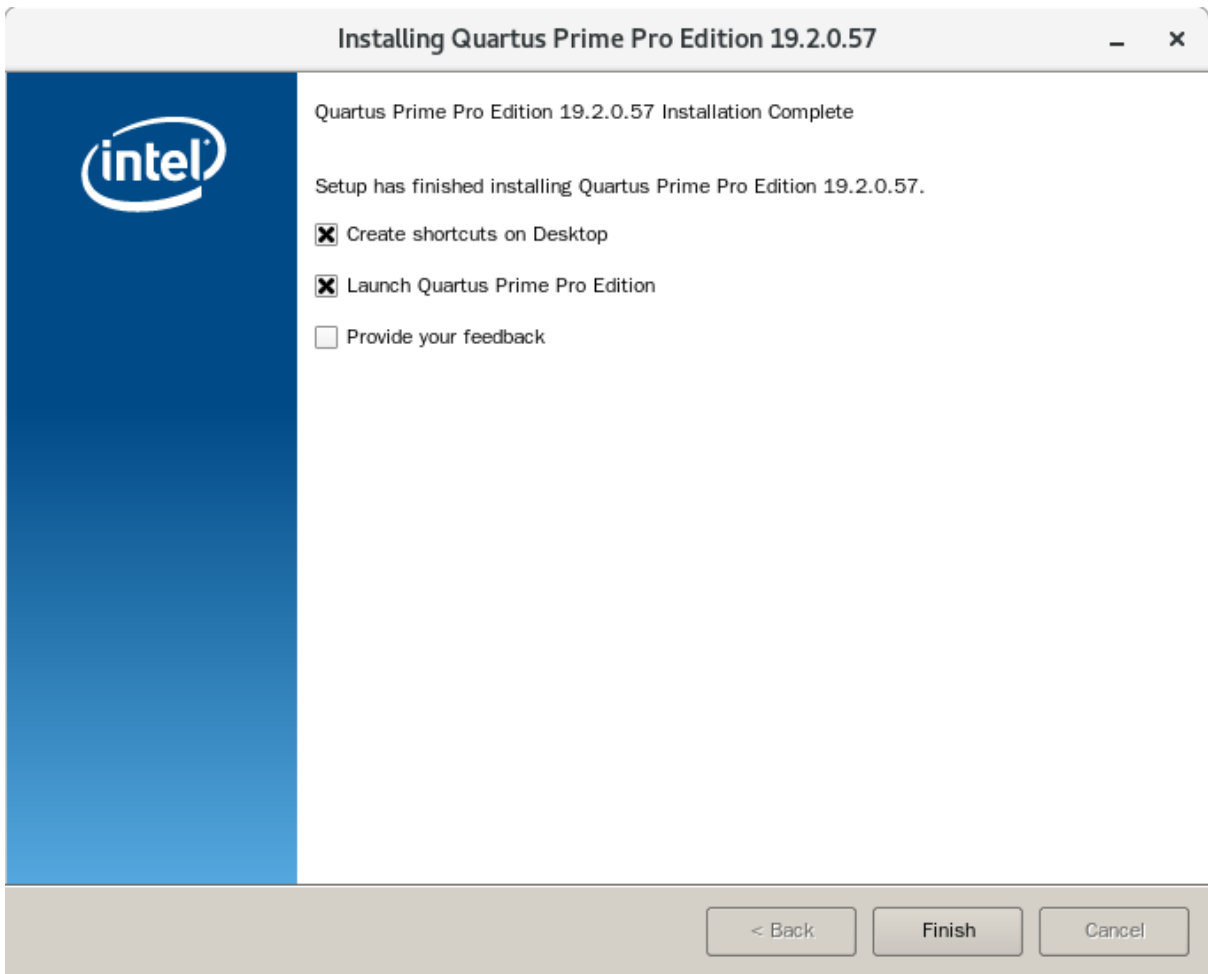 Installing Quartus Prime Pro Edition 19.2.0.57
intel
Quartus Prime Pro Edition 19.2.0.57 Installation Complete
Setup has finished installing Quartus Prime Pro Edition 19.2.0.57.
Create shortcuts on Desktop
Launch Quartus Prime Pro Edition
Provide your feedback
< Back
Finish
Cancel